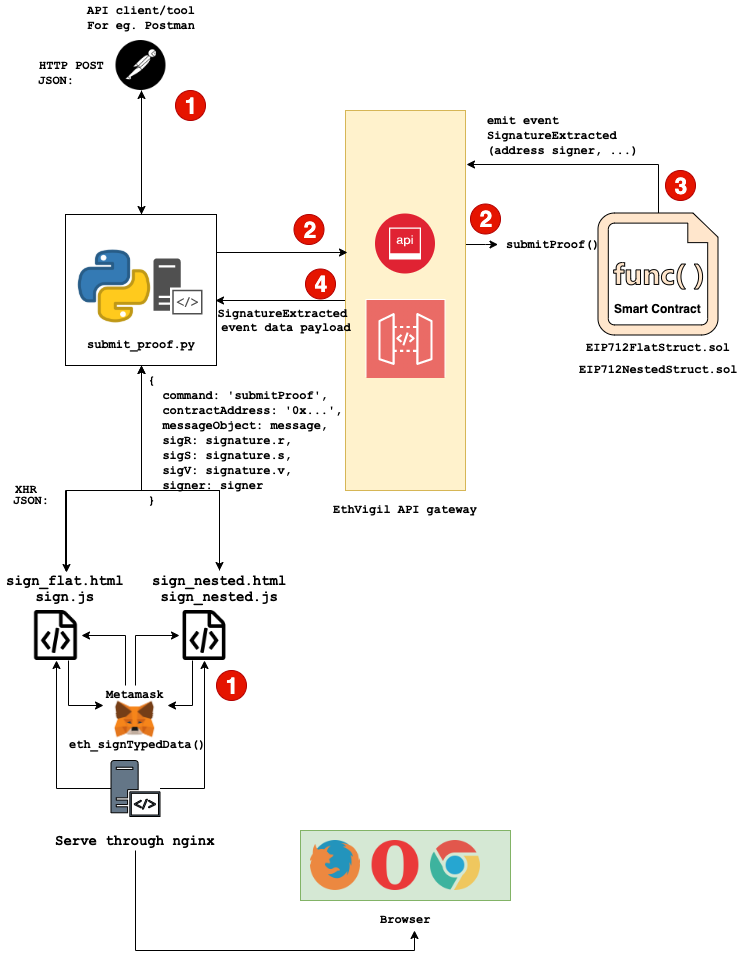 API client/tool
For eg. Postman
HTTP POST
JSON:
1
emit event
SignatureExtracted
(address signer, ...)
3
2
api
2
submitProof()
func( )
Smart Contract
4
SignatureExtracted
event data payload
</>
submit_proof.py
</>
EIP712FlatStruct.sol
EIP712NestedStruct.sol
{
command: 'submitProof',
contractAddress: '0x...',
messageObject: message,
sigR: signature.r,
sigS: signature.s,
sigV: signature.v,
signer: signer
}
XHR
JSON:
EthVigil API gateway
sign_flat.html
sign.js
sign_nested.html
sign_nested.js
</>
</>
1
Metamask
eth_signTypedData()
</>
Serve through nginx
Browser